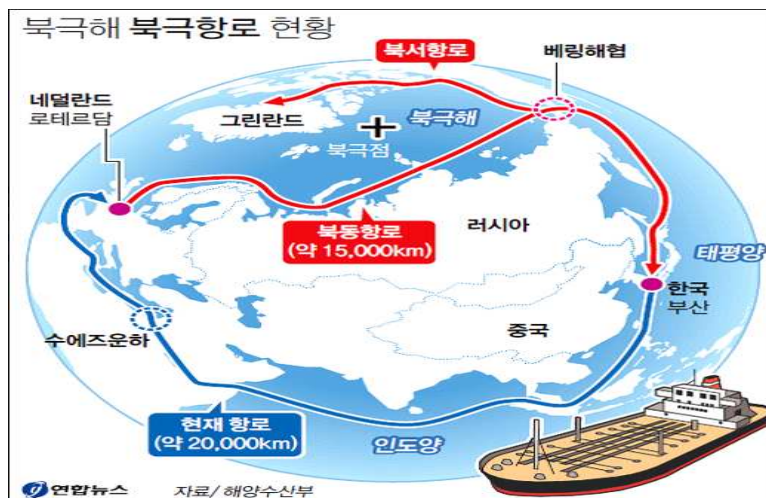 북극해 북극항로 현황
북서항로
베링해협
네덜란드
로테르담
그린란드
북극해
북극점
북동항로
(약 15,000km)
러시아
태평양
한국
부산
수에즈운하
중국
현재 항로
(약 20,000km)
인도양
연합뉴스 자료/ 해양수산부